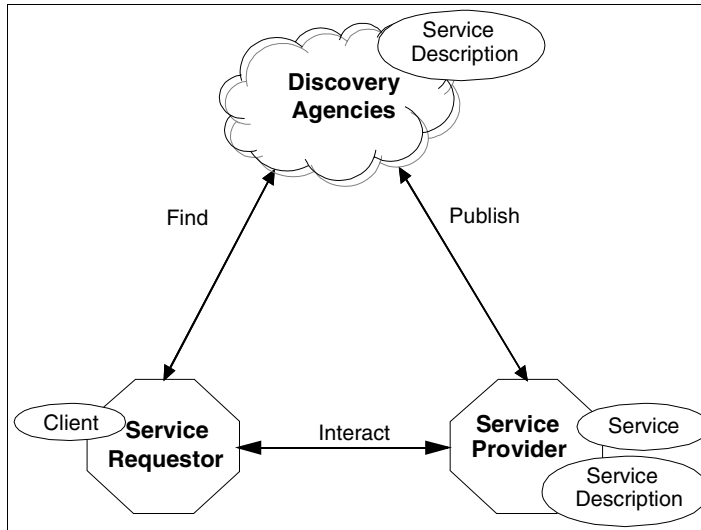 Service
Description
Discovery
Agencies
Find
Publish
Client
Service
Requestor
Interact
Service
Provider
Service
Service
Description